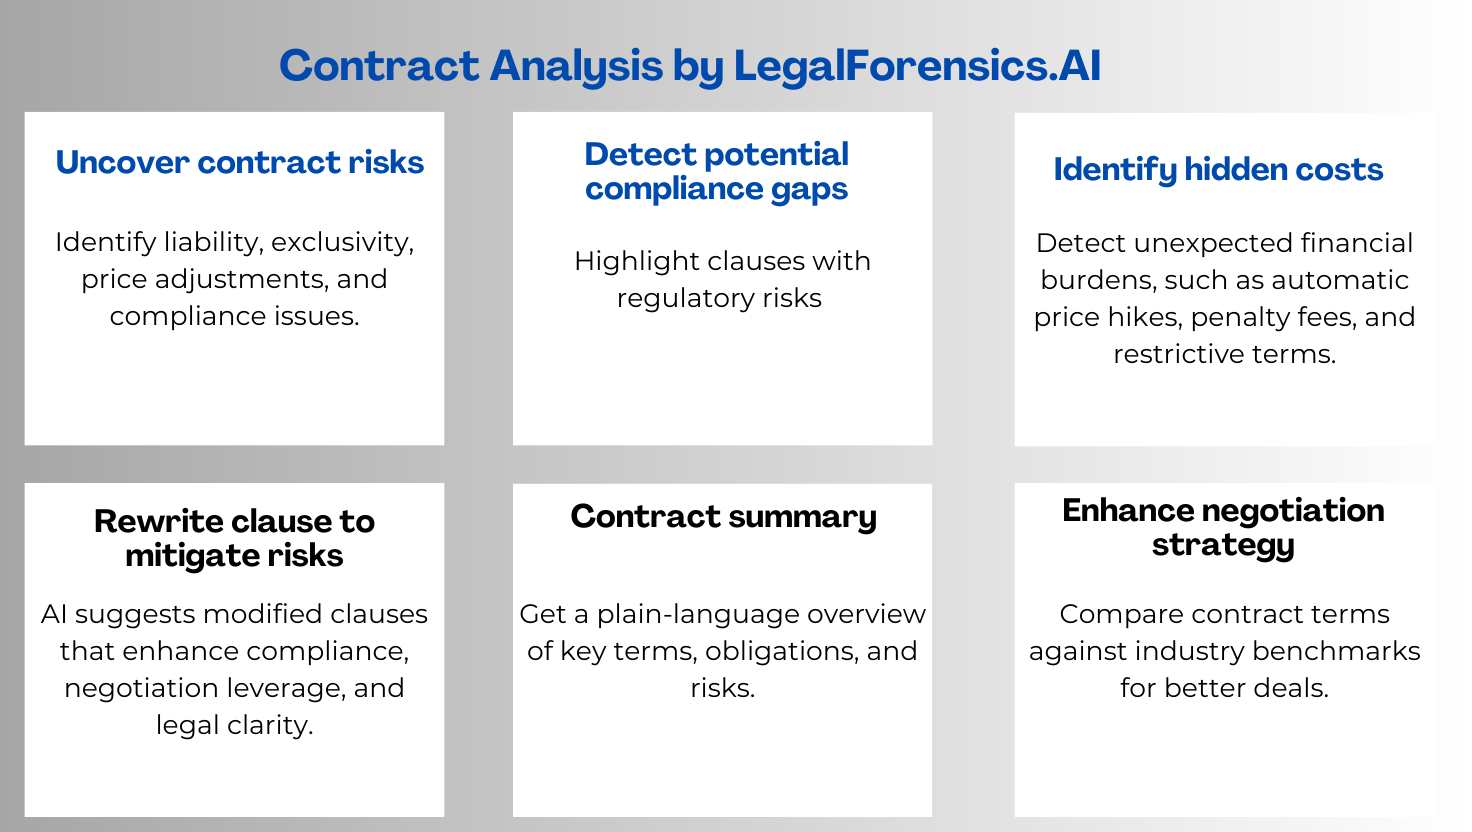 Contract Analysis by LegalForensics.AI
Uncover contract risks
Identify liability, exclusivity,
price adjustments, and
compliance issues.
Detect potential
compliance gaps
Highlight clauses with
regulatory risks
Identify hidden costs
Detect unexpected financial
burdens, such as automatic
price hikes, penalty fees, and
restrictive terms.
Rewrite clause to
mitigate risks
AI suggests modified clauses
that enhance compliance,
negotiation leverage, and
legal clarity.
Contract summary
Get a plain-language overview
of key terms, obligations, and
risks.
Enhance negotiation
strategy
Compare contract terms
against industry benchmarks
for better deals.